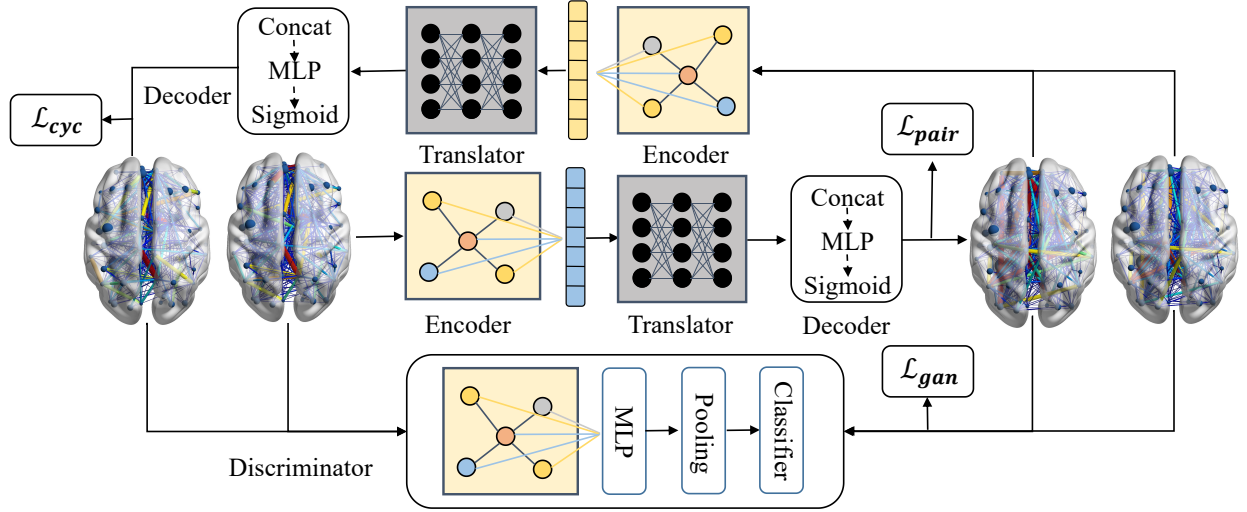 Concat
MLP
Sigmoid
Decoder
Translator
Encoder
ℒcyc
ℒpair
Encoder
Translator
Concat
MLP
Sigmoid
Decoder
Discriminator
MLP
Pooling
Classifier
ℒgan